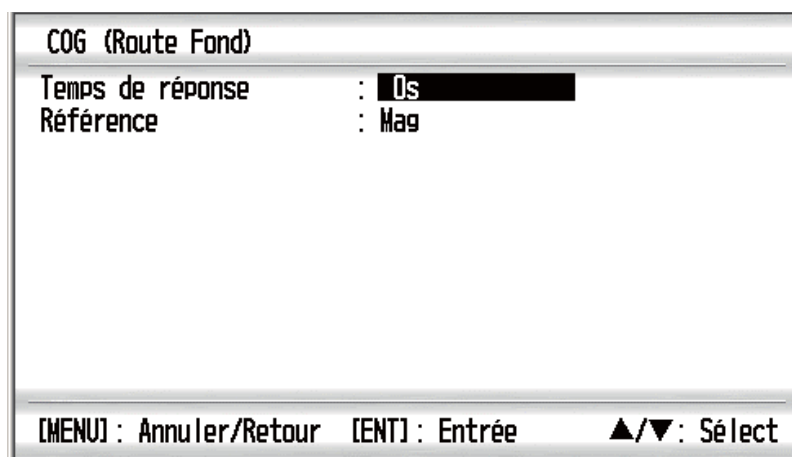 COG (Route Fond)
Temps de réponse : 0s
Référence : Mag
[MENU] : Annuler/Retour [ENT] : Entrée ▲/▼ : Sélect